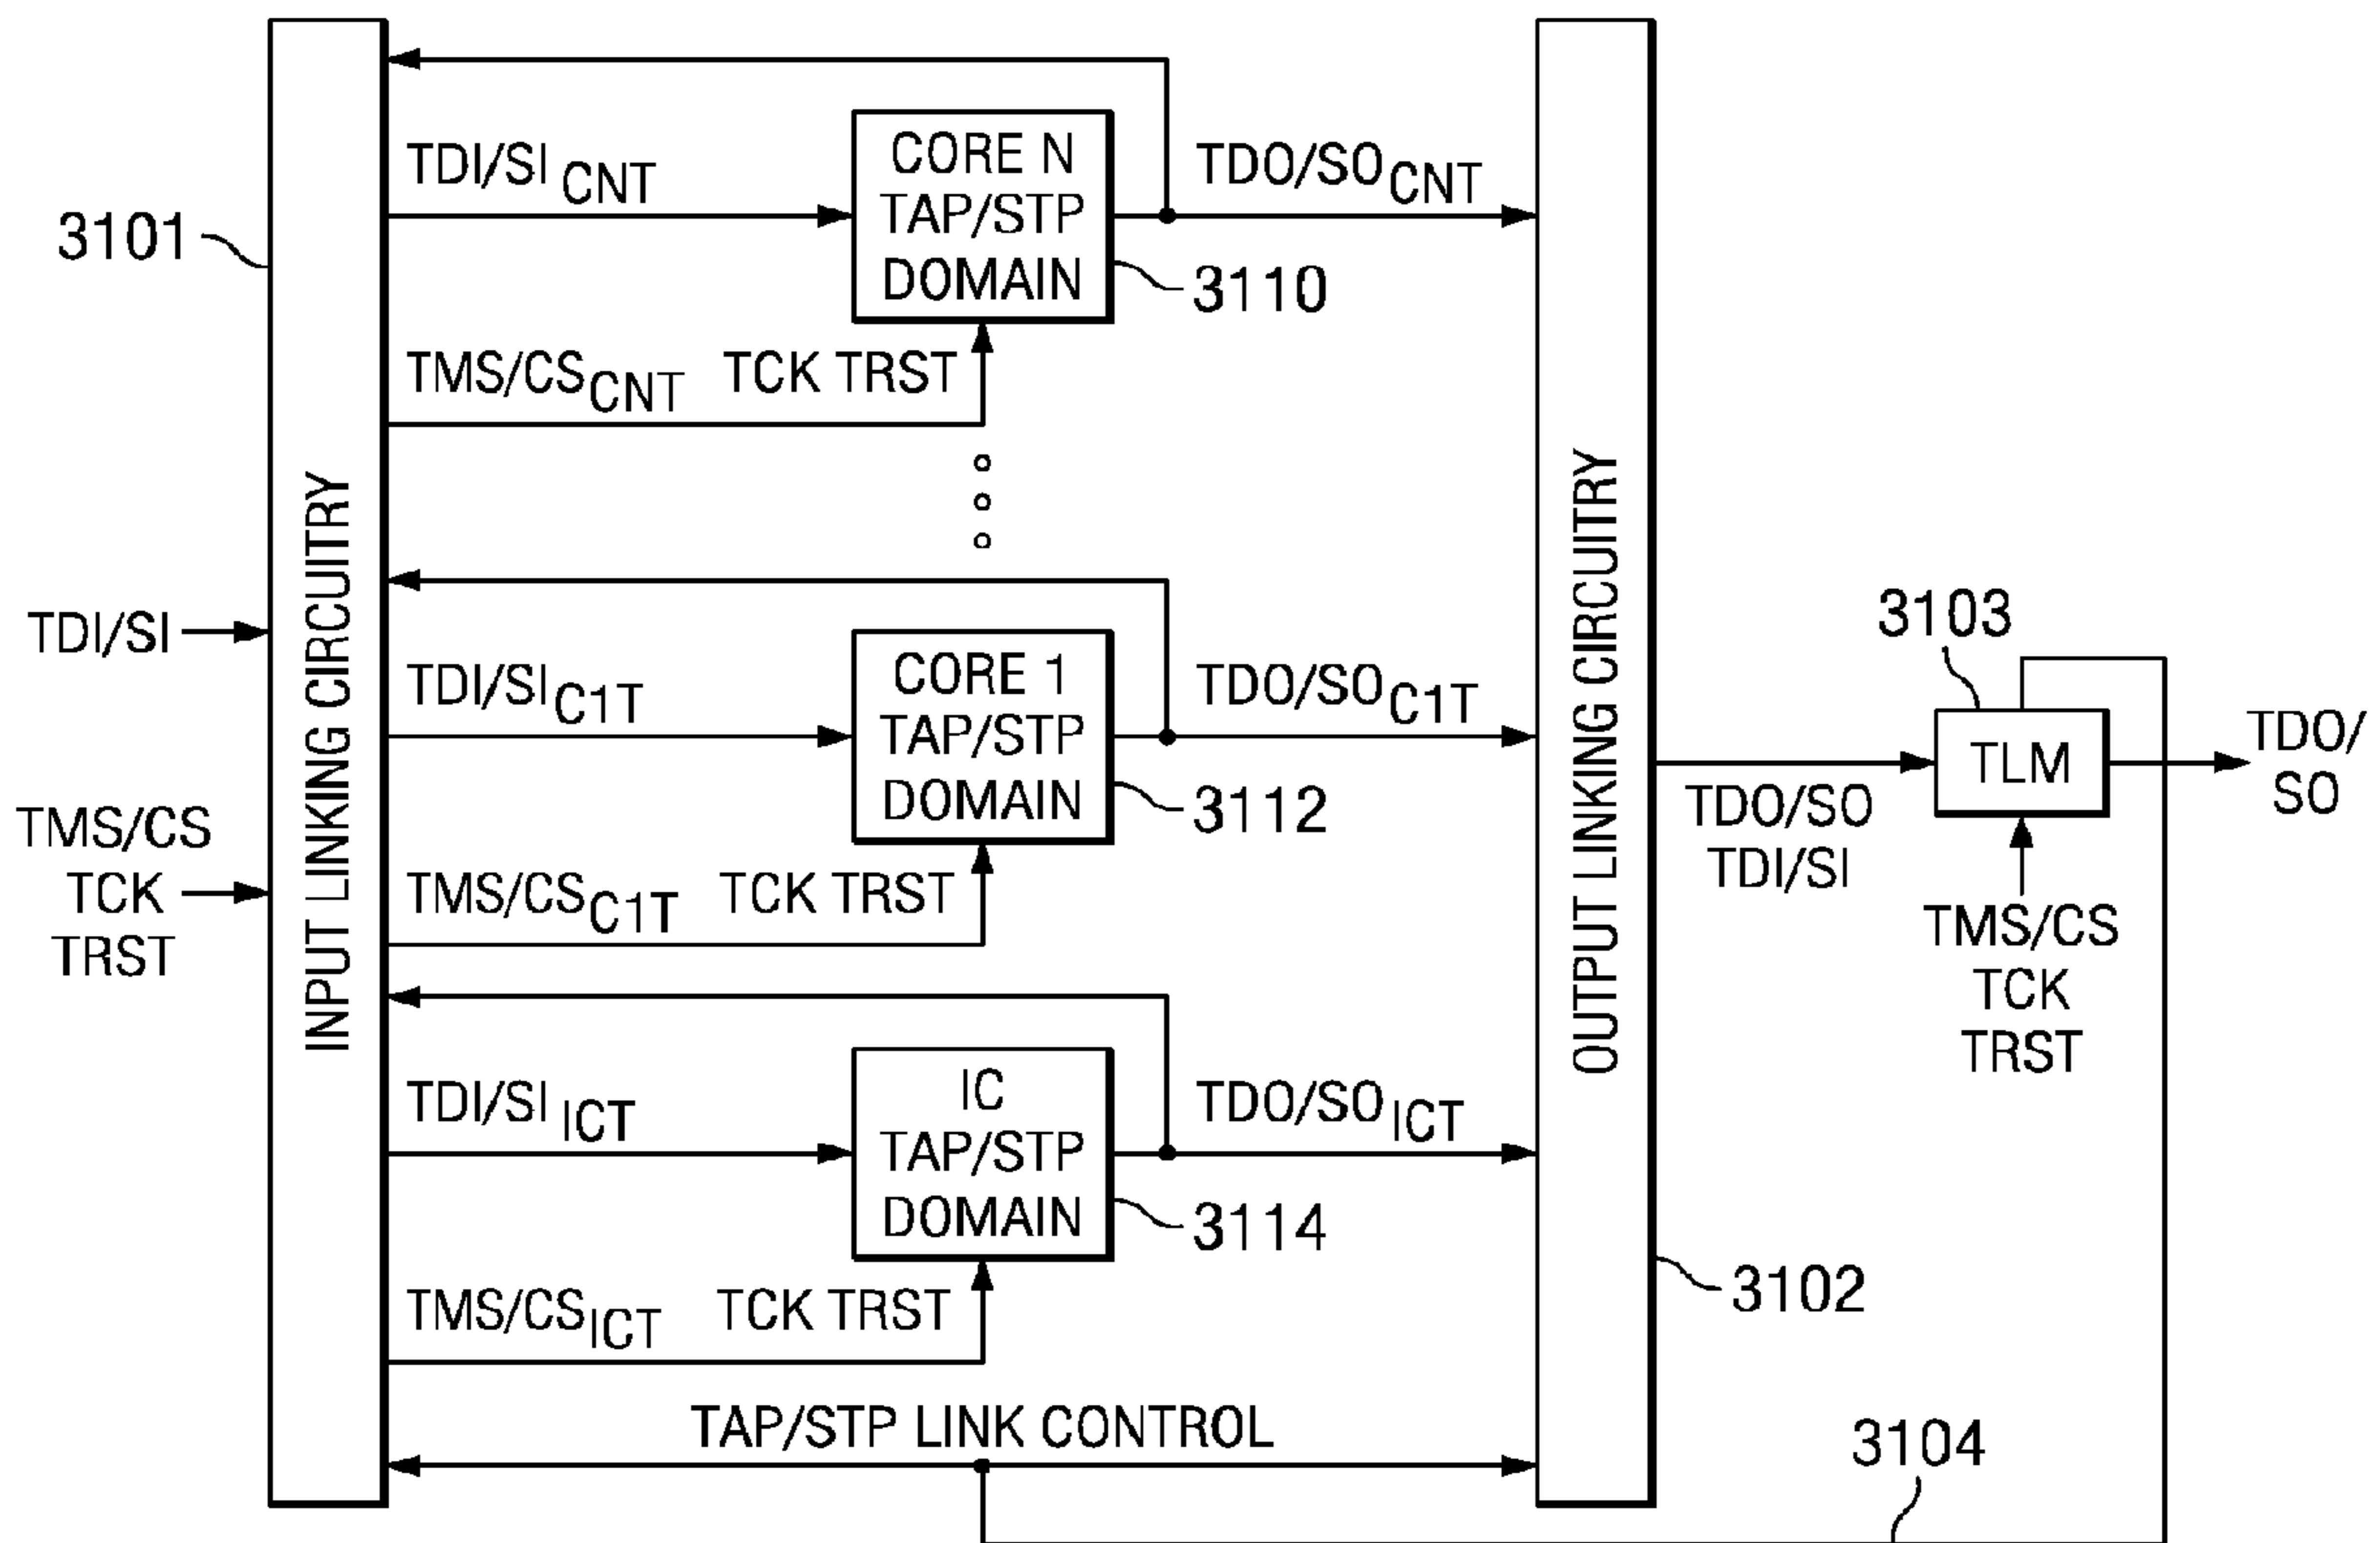 CORE N
TDI/SI CNT
TAP/STP
DOMAIN
TDO/SO CNT
3101
3110
TMS/CS CNT TCK TRST
INPUT LINKING CIRCUITRY
OUTPUT LINKING CIRCUITRY
TDI/SI
CORE 1
TDI/SI C1T
TAP/STP
DOMAIN
TDO/SO C1T
3112
3103
TLM
TDO/
SO
TDO/SO
TDI/SI
TMS/CS
TCK
TRST
TMS/CS C1T TCK TRST
TMS/CS
TCK
TRST
IC
TDI/SI ICT
TAP/STP
DOMAIN
TDO/SO ICT
3114
3102
TMS/CS ICT TCK TRST
TAP/STP LINK CONTROL
3104